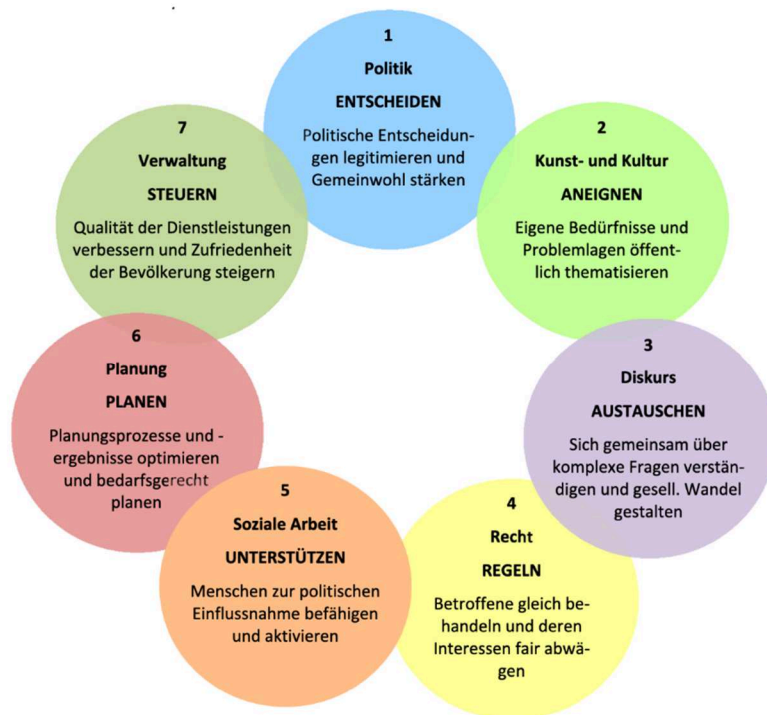 1
Politik
ENTSCHEIDEN
Politische Entscheidun-
gen legitimieren und
Gemeinwohl stärken
2
Kunst- und Kultur
ANEIGNEN
Eigene Bedürfnisse und
Problemlagen öffent-
lich thematisieren
3
Diskurs
AUSTAUSCHEN
Sich gemeinsam über
komplexe Fragen verstän-
digen und gesell. Wandel
gestalten
4
Recht
REGELN
Betroffene gleich be-
handeln und deren
Interessen fair abwä-
gen
5
Soziale Arbeit
UNTERSTÜTZEN
Menschen zur politischen
Einflussnahme befähigen
und aktivieren
6
Planung
PLANEN
Planungsprozesse und -
ergebnisse optimieren
und bedarfsgerecht
planen
7
Verwaltung
STEUERN
Qualität der Dienstleistungen
verbessern und Zufriedenheit
der Bevölkerung steigern